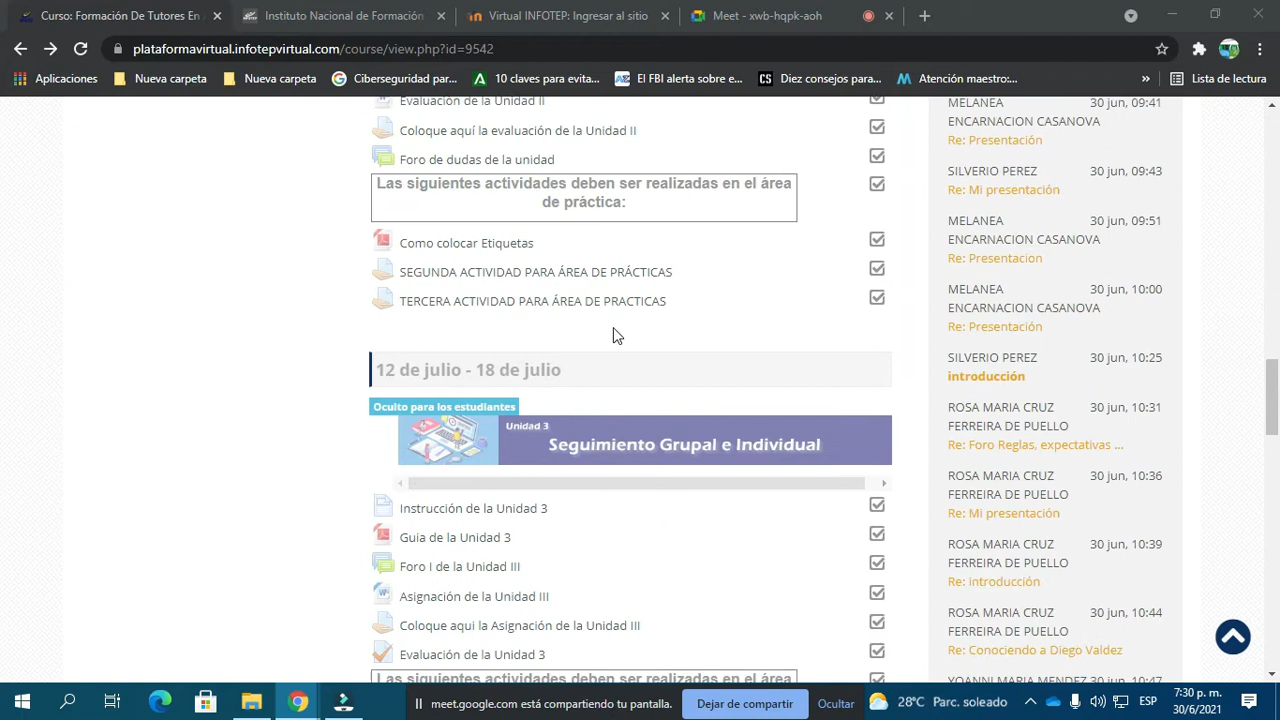 Curso: Formación De Tutores En
Instituto Nacional de Formación
Virtual INFOTEP: Ingresar al sitio
Meet - xwb-hqpk-aoh
plataformavirtual.infotepvirtual.com/course/view.php?id=9542
Aplicaciones
Nueva carpeta
Nueva carpeta
Ciberseguridad par...
10 claves para evita...
El FBI alerta sobre e...
Diez consejos para...
Atención maestro:...
»
Lista de lectura
Evaluación de la Unidad II
Coloque aquí la evaluación de la Unidad II
Foro de dudas de la unidad
Las siguientes actividades deben ser realizadas en el área
de práctica:
Como colocar Etiquetas
SEGUNDA ACTIVIDAD PARA ÁREA DE PRÁCTICAS
TERCERA ACTIVIDAD PARA ÁREA DE PRACTICAS
12 de julio - 18 de julio
Oculto para los estudiantes
Unidad 3
Seguimiento Grupal e Individual
Instrucción de la Unidad 3
Guia de la Unidad 3
Foro I de la Unidad III
Asignación de la Unidad III
Coloque aqui la Asignación de la Unidad III
Evaluación de la Unidad 3
Las siguientes actividades deben ser realizadas en el área
MELANEA 30 jun, 09:41
ENCARNACION CASANOVA
Re: Presentación
SILVERIO PEREZ 30 jun, 09:43
Re: Mi presentación
MELANEA 30 jun, 09:51
ENCARNACION CASANOVA
Re: Presentacion
MELANEA 30 jun, 10:00
ENCARNACION CASANOVA
Re: Presentación
SILVERIO PEREZ 30 jun, 10:25
introducción
ROSA MARIA CRUZ 30 jun, 10:31
FERREIRA DE PUELLO
Re: Foro Reglas, expectativas ...
ROSA MARIA CRUZ 30 jun, 10:36
FERREIRA DE PUELLO
Re: Mi presentación
ROSA MARIA CRUZ 30 jun, 10:39
FERREIRA DE PUELLO
Re: introducción
ROSA MARIA CRUZ 30 jun, 10:44
FERREIRA DE PUELLO
Re: Conociendo a Diego Valdez
YOANNI MARIA MENDEZ 30 jun, 10:47
meet.google.com está compartiendo tu pantalla.
Dejar de compartir
Ocultar
28°C Parc. soleado
ESP
7:30 p. m.
30/6/2021